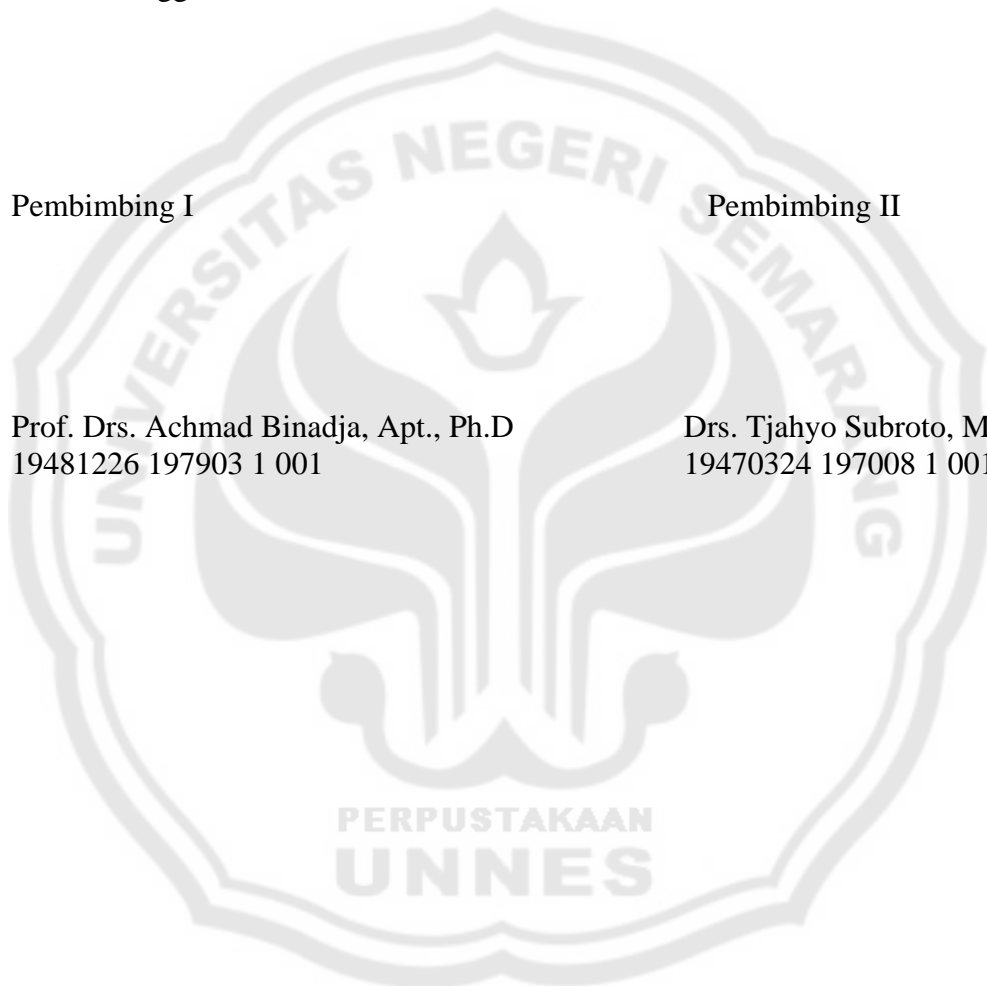 Pembimbing I Pembimbing II
Prof. Drs. Achmad Binadja, Apt., Ph.D Drs. Tjahyo Subroto, M
19481226 197903 1 001 19470324 197008 1 001
UNIVERSITAS NEGERI SEMARANG
PERPUSTAKAAN
UNNES